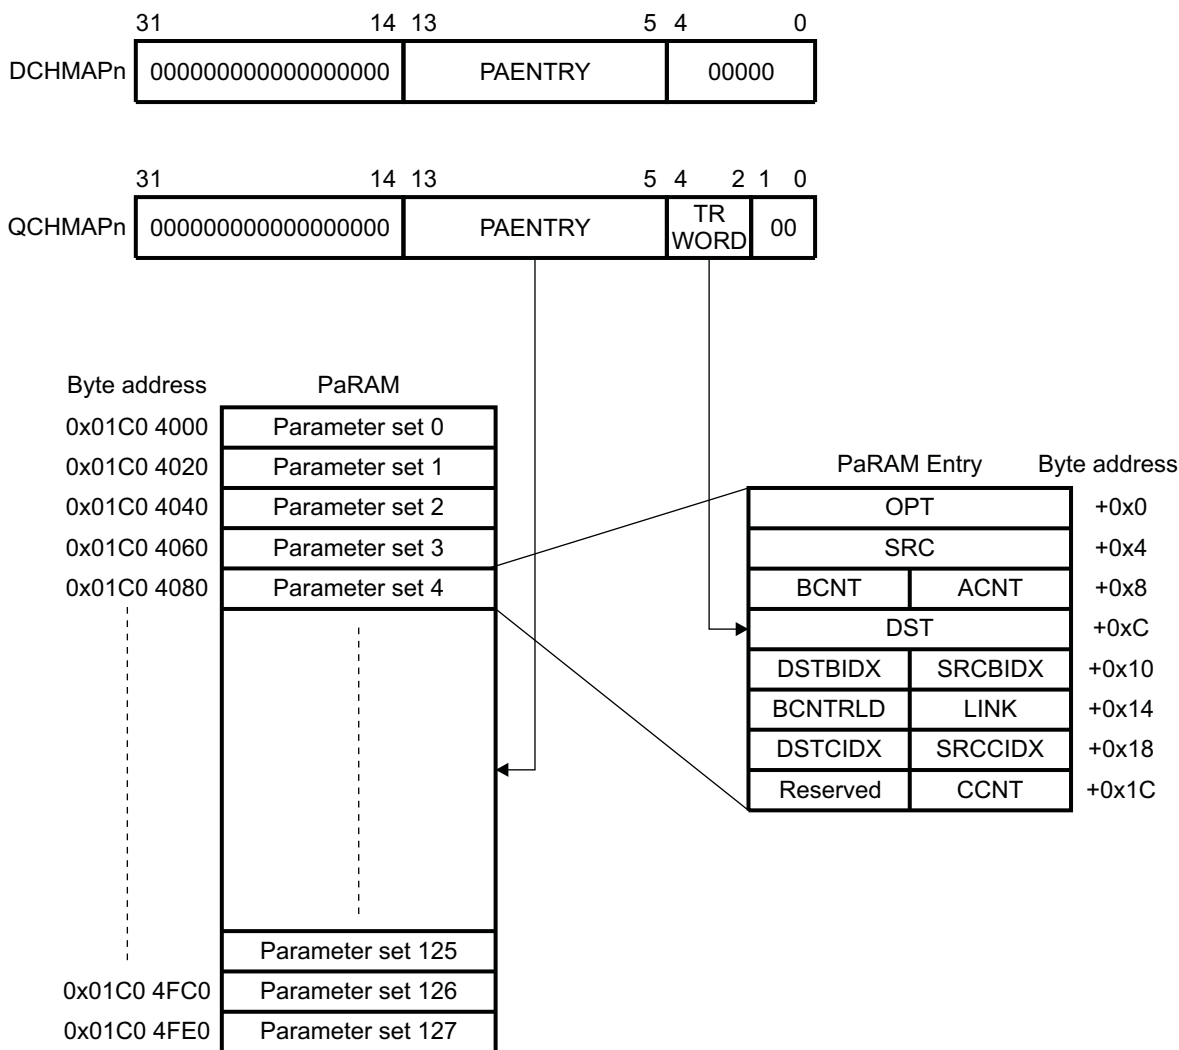 31 14 13 5 4 0
DCHMAPn 000000000000000000 PAENTRY 00000
31 14 13 5 4 2 1 0
QCHMAPn 000000000000000000 PAENTRY TR WORD 00
Byte address PaRAM
0x01C0 4000 Parameter set 0
0x01C0 4020 Parameter set 1
0x01C0 4040 Parameter set 2
0x01C0 4060 Parameter set 3
0x01C0 4080 Parameter set 4
Parameter set 125
0x01C0 4FC0 Parameter set 126
0x01C0 4FE0 Parameter set 127
PaRAM Entry Byte address
OPT +0x0
SRC +0x4
BCNT ACNT +0x8
DST +0xC
DSTBIDX SRCBIDX +0x10
BCNTRLD LINK +0x14
DSTCIDX SRCCIDX +0x18
Reserved CCNT +0x1C